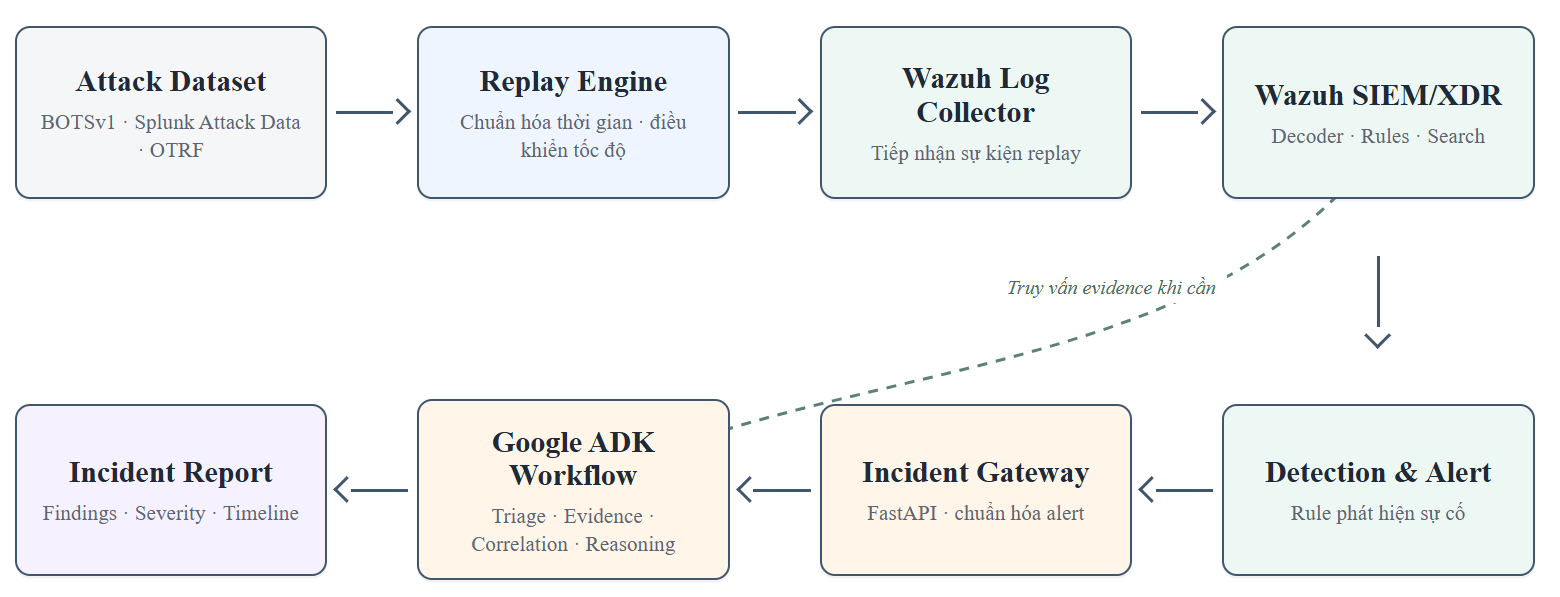 Attack Dataset
BOTSv1 · Splunk Attack Data
· OTRF
Replay Engine
Chuẩn hóa thời gian · điều
khiển tốc độ
Wazuh Log
Collector
Tiếp nhận sự kiện replay
Wazuh SIEM/XDR
Decoder · Rules · Search
Truy vấn evidence khi cần
Incident Report
Findings · Severity · Timeline
Google ADK
Workflow
Triage · Evidence ·
Correlation · Reasoning
Incident Gateway
FastAPI · chuẩn hóa alert
Detection & Alert
Rule phát hiện sự cố